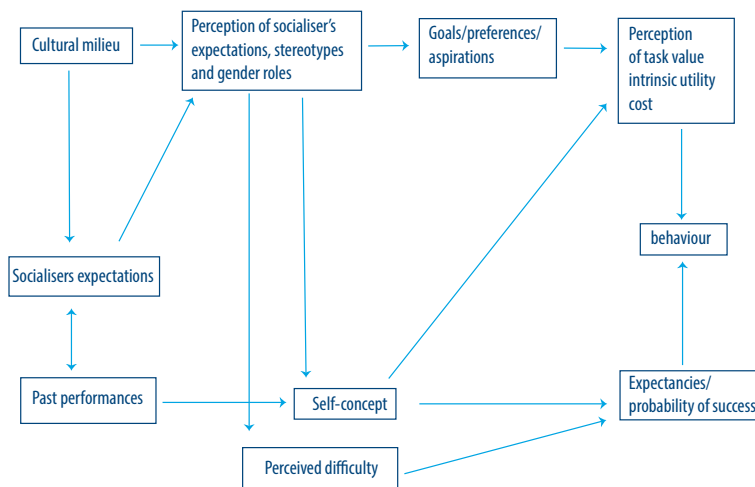 Cultural milieu
Perception of socialiser's
expectations, stereotypes
and gender roles
Goals/preferences/
aspirations
Perception
of task value
intrinsic utility
cost
behaviour
Socialisers expectations
Past performances
Self-concept
Expectancies/
probability of success
Perceived difficulty